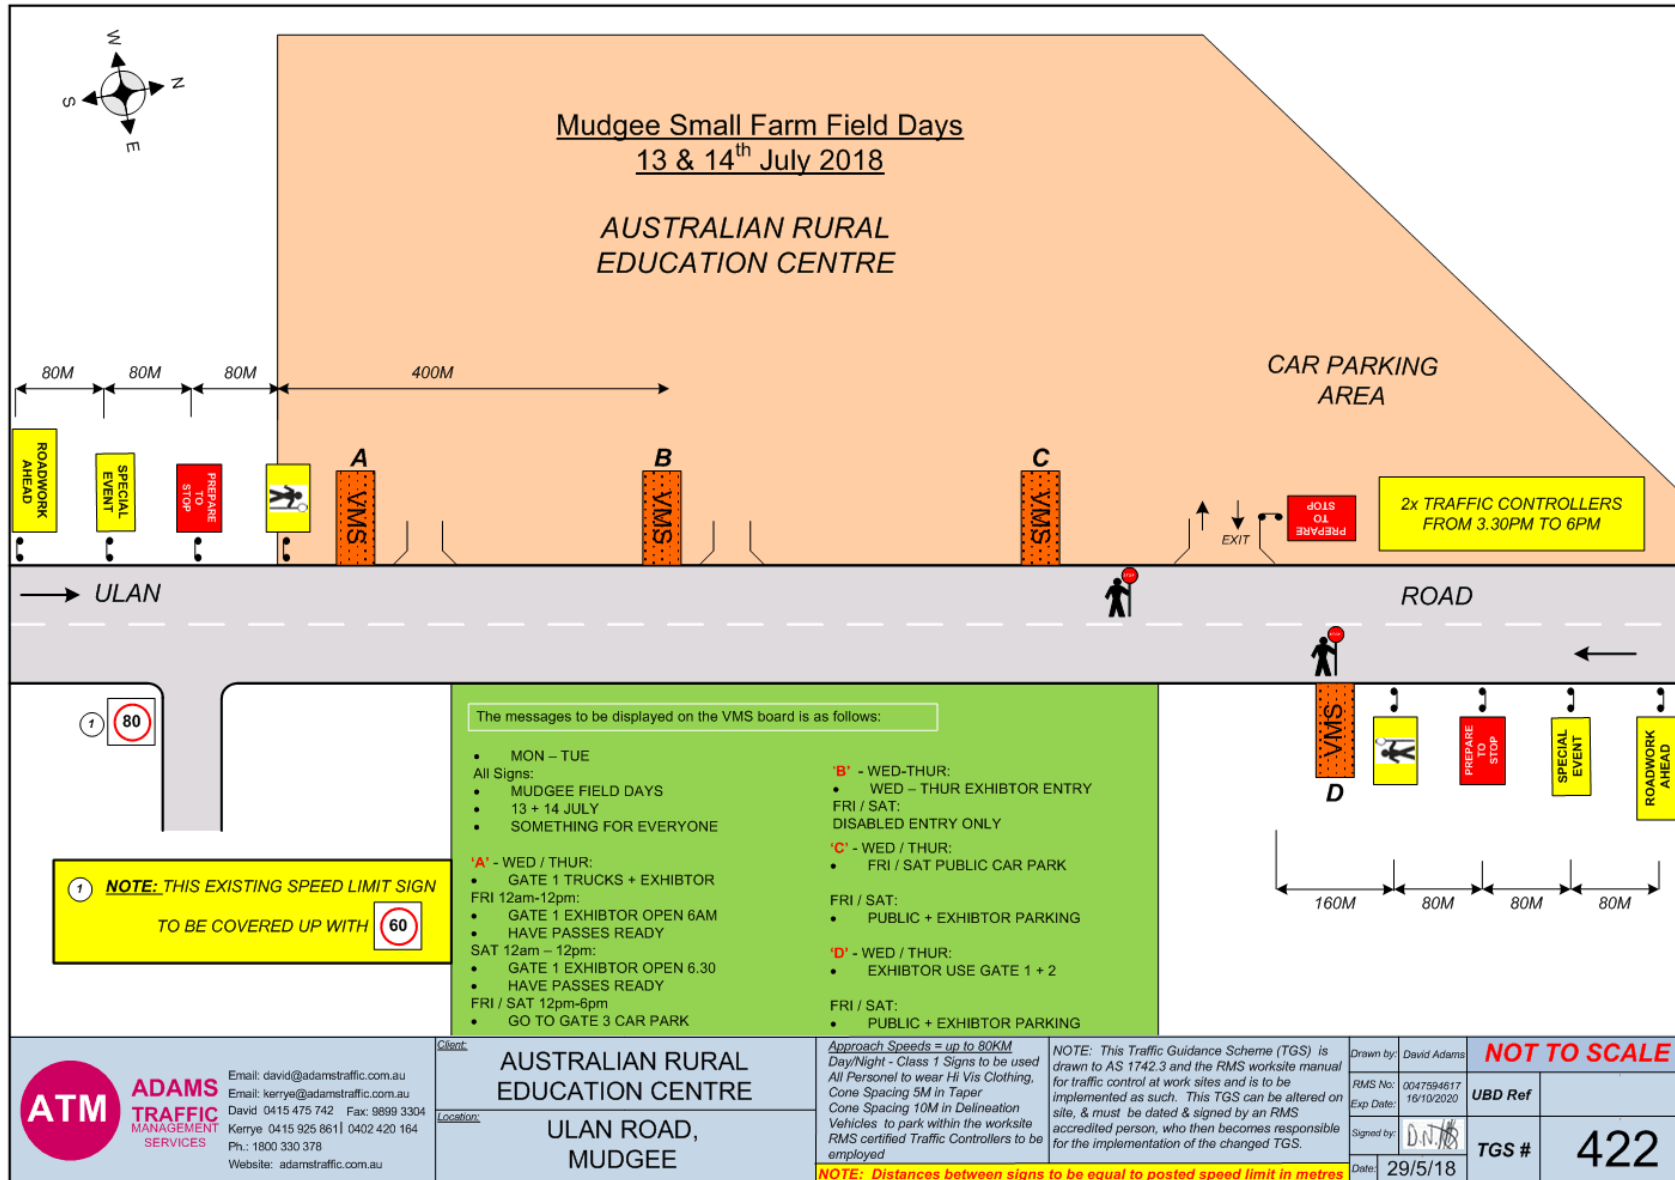 W
N
S
E
Mudgee Small Farm Field Days
13 & 14th July 2018
AUSTRALIAN RURAL
EDUCATION CENTRE
CAR PARKING
AREA
80M
80M
80M
400M
ROADWORK
AHEAD
SPECIAL
EVENT
PREPARE
TO
STOP
A
VMS
B
VMS
C
VMS
EXIT
PREPARE
TO
STOP
2x TRAFFIC CONTROLLERS
FROM 3.30PM TO 6PM
ULAN
ROAD
STOP
1
80
VMS
D
PREPARE
TO
STOP
SPECIAL
EVENT
ROADWORK
AHEAD
160M
80M
80M
80M
1 NOTE: THIS EXISTING SPEED LIMIT SIGN
TO BE COVERED UP WITH 60
The messages to be displayed on the VMS board is as follows:
• MON – TUE
All Signs:
• MUDGEE FIELD DAYS
• 13 + 14 JULY
• SOMETHING FOR EVERYONE
'A' - WED / THUR:
• GATE 1 TRUCKS + EXHIBTOR
FRI 12am-12pm:
• GATE 1 EXHIBTOR OPEN 6AM
• HAVE PASSES READY
SAT 12am – 12pm:
• GATE 1 EXHIBTOR OPEN 6.30
• HAVE PASSES READY
FRI / SAT 12pm-6pm
• GO TO GATE 3 CAR PARK
'B' - WED-THUR:
• WED – THUR EXHIBTOR ENTRY
FRI / SAT:
DISABLED ENTRY ONLY
'C' - WED / THUR:
• FRI / SAT PUBLIC CAR PARK
FRI / SAT:
• PUBLIC + EXHIBTOR PARKING
'D' - WED / THUR:
• EXHIBTOR USE GATE 1 + 2
FRI / SAT:
• PUBLIC + EXHIBTOR PARKING
ATM
ADAMS
TRAFFIC
MANAGEMENT
SERVICES
Email: david@adamstraffic.com.au
Email: kerrye@adamstraffic.com.au
David 0415 475 742 Fax: 9899 3304
Kerrye 0415 925 861| 0402 420 164
Ph.: 1800 330 378
Website: adamstraffic.com.au
Client:
AUSTRALIAN RURAL
EDUCATION CENTRE
Location:
ULAN ROAD,
MUDGEE
Approach Speeds = up to 80KM
Day/Night - Class 1 Signs to be used
All Personel to wear Hi Vis Clothing,
Cone Spacing 5M in Taper
Cone Spacing 10M in Delineation
Vehicles to park within the worksite
RMS certified Traffic Controllers to be
employed
NOTE: This Traffic Guidance Scheme (TGS) is
drawn to AS 1742.3 and the RMS worksite manual
for traffic control at work sites and is to be
implemented as such. This TGS can be altered on
site, & must be dated & signed by an RMS
accredited person, who then becomes responsible
for the implementation of the changed TGS.
NOTE: Distances between signs to be equal to posted speed limit in metres
Drawn by: David Adams
RMS No: 0047594617
Exp Date: 16/10/2020
Signed by:
Date: 29/5/18
NOT TO SCALE
UBD Ref
TGS # 422